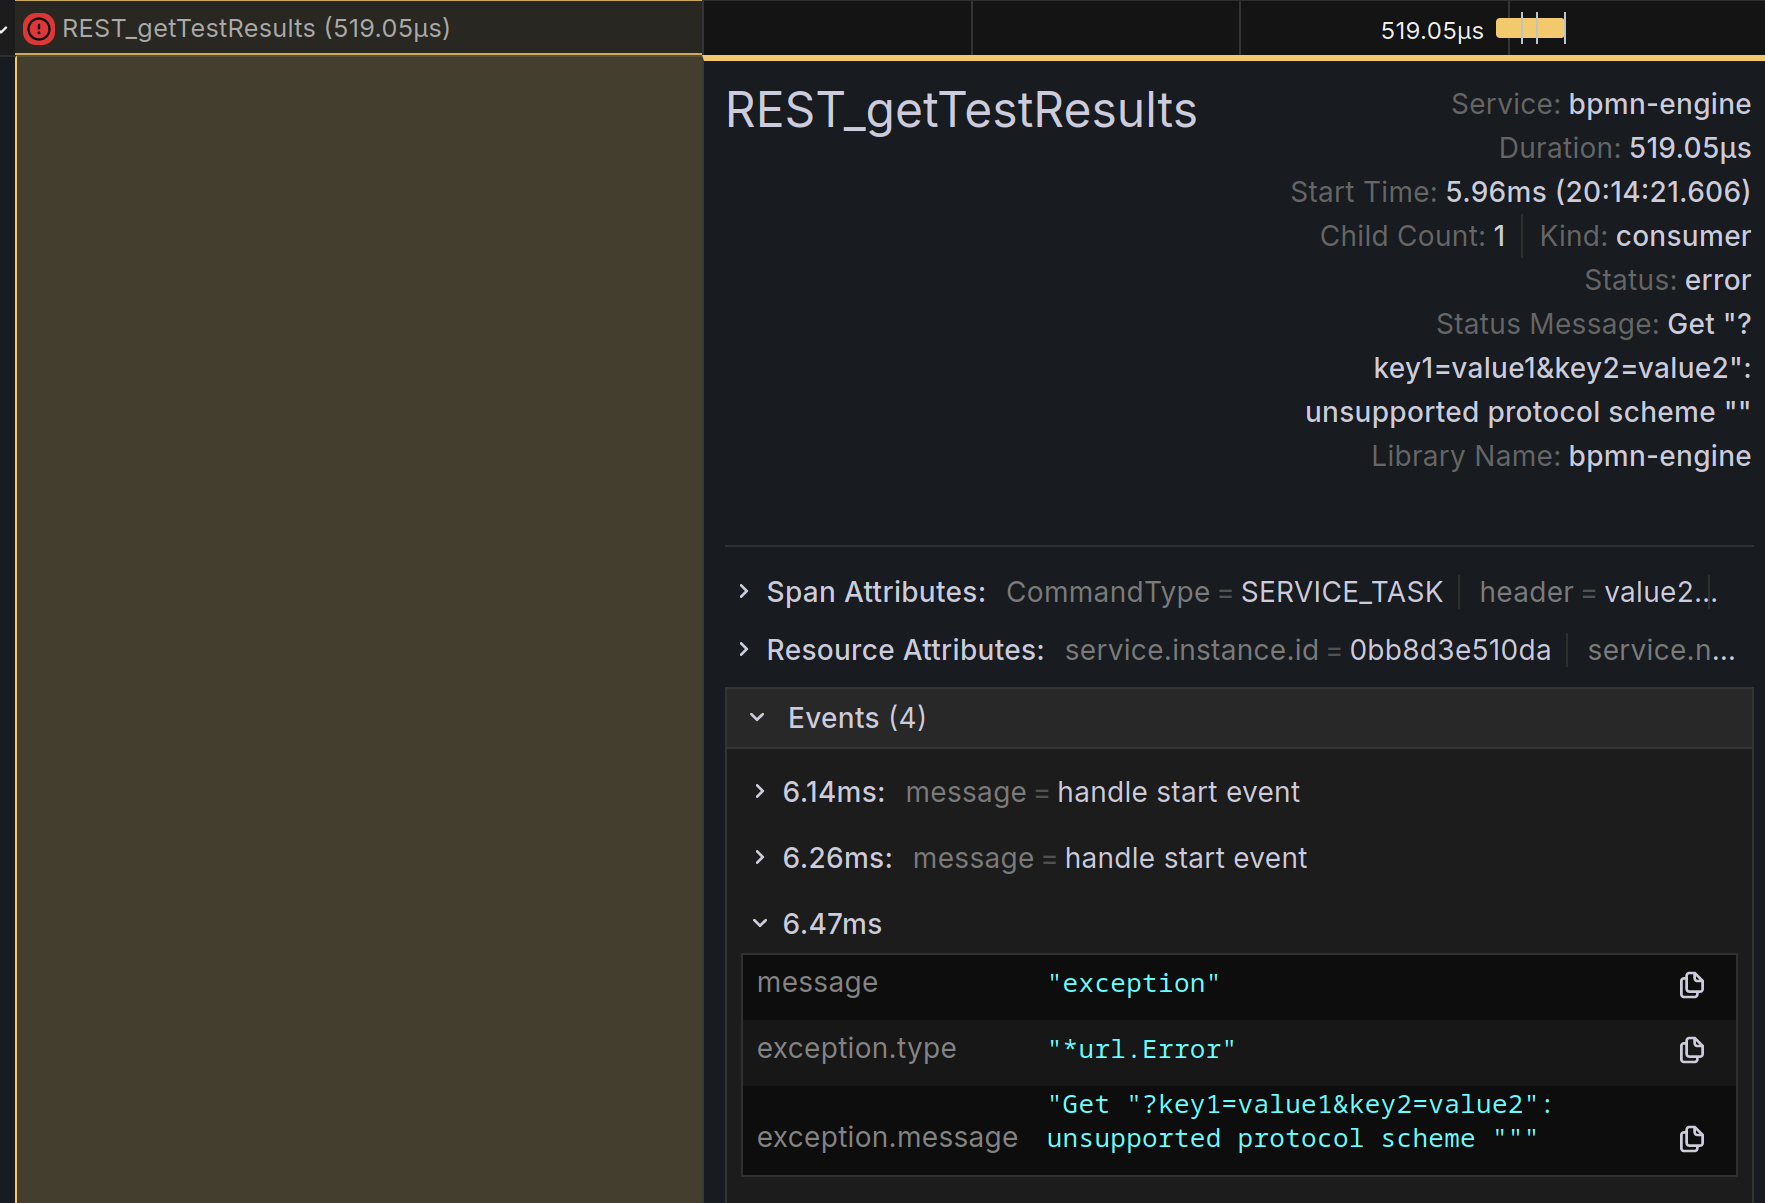 REST_getTestResults (519.05μs)
519.05μs
REST_getTestResults
Service: bpmn-engine
Duration: 519.05μs
Start Time: 5.96ms (20:14:21.606)
Child Count: 1 Kind: consumer
Status: error
Status Message: Get "?
key1=value1&key2=value2":
unsupported protocol scheme ""
Library Name: bpmn-engine
Span Attributes: CommandType = SERVICE_TASK header = value2...
Resource Attributes: service.instance.id = 0bb8d3e510da service.n...
Events (4)
6.14ms: message = handle start event
6.26ms: message = handle start event
6.47ms
message "exception"
exception.type "*url.Error"
exception.message "Get "?key1=value1&key2=value2":
unsupported protocol scheme """